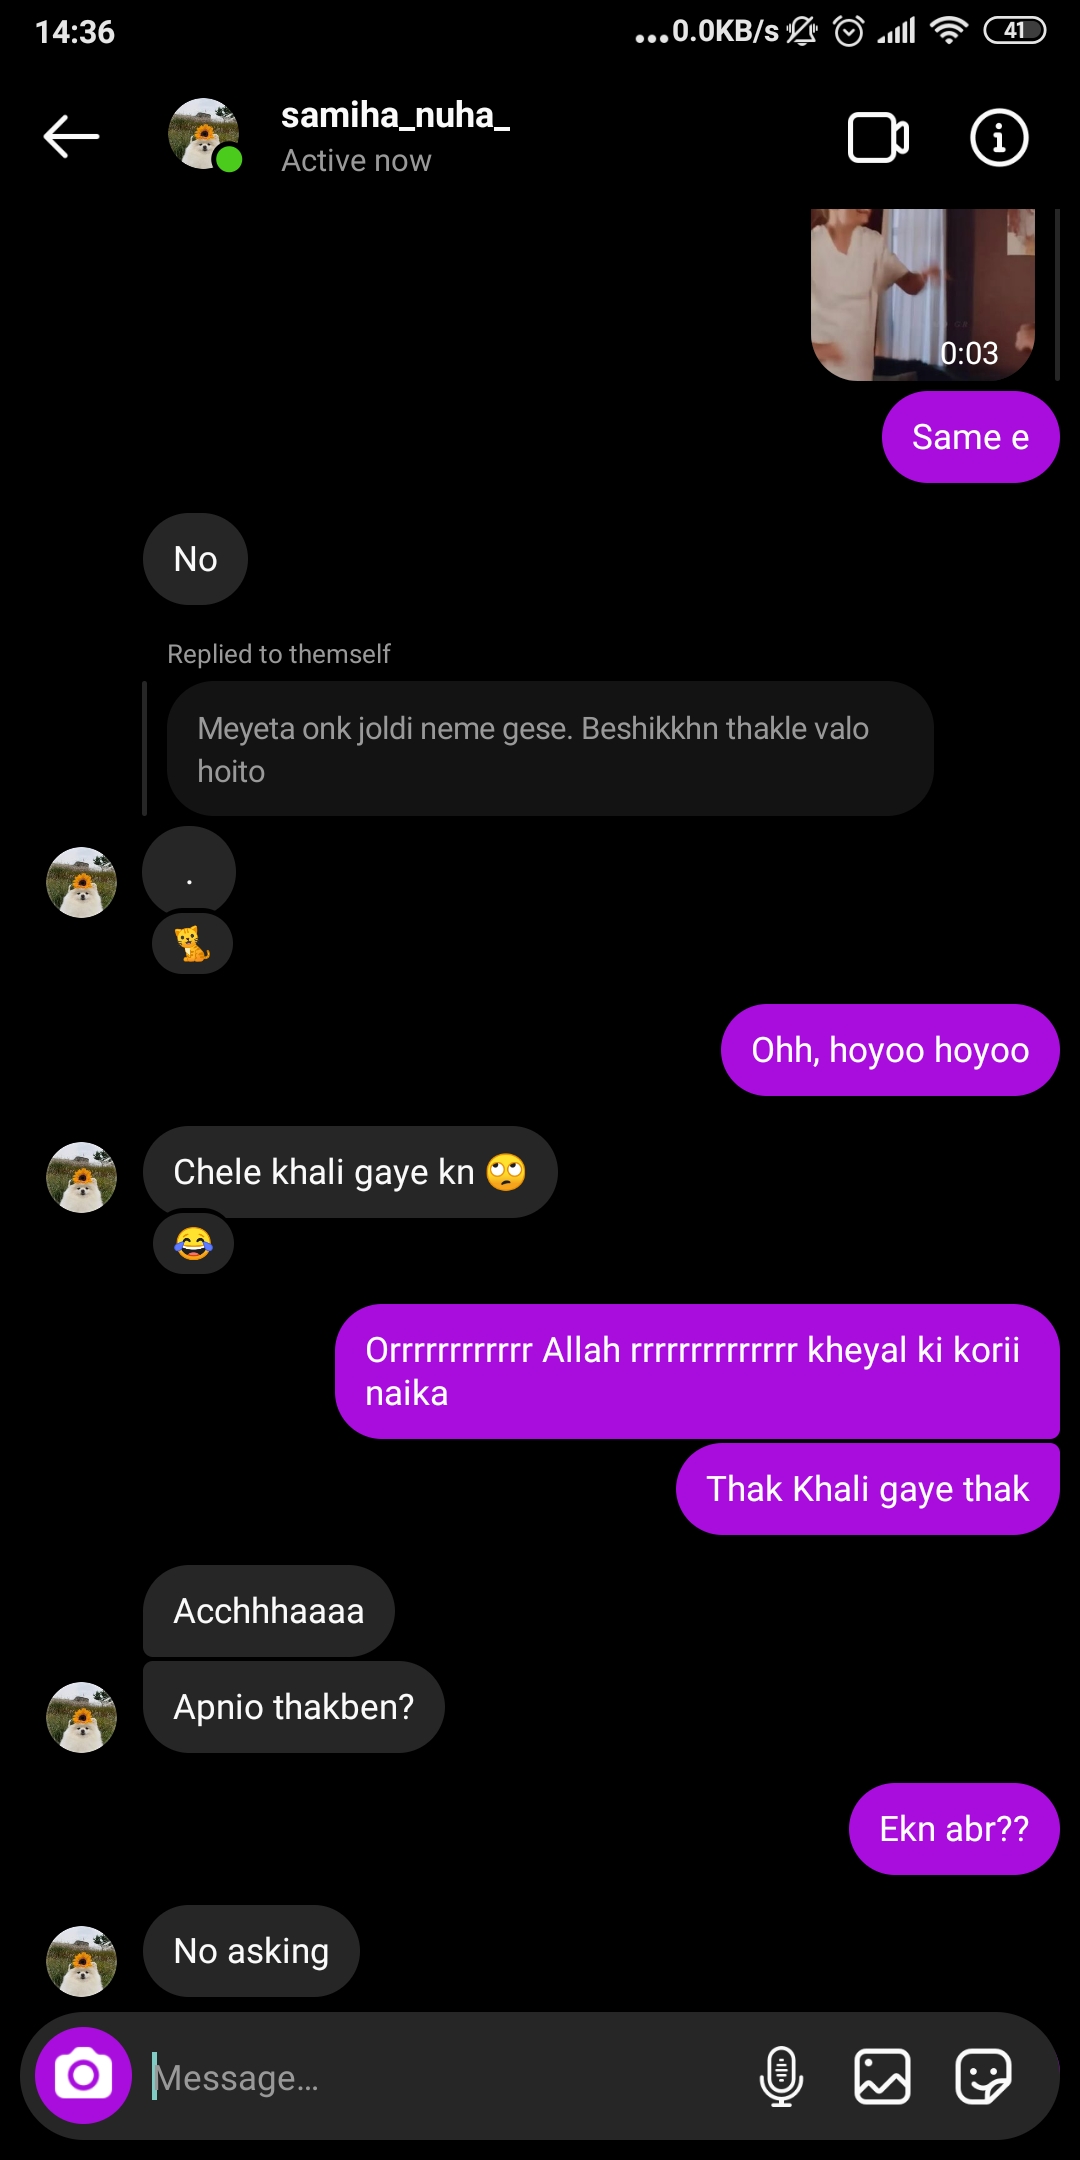 14:36
...0.0KB/s
41
samiha_nuha_
Active now
0:03
Same e
No
Replied to themself
Meyeta onk joldi neme gese. Beshikkhn thakle valo
hoito
.
Ohh, hoyoo hoyoo
Chele khali gaye kn 🙄
Orrrrrrrrrrrr Allah rrrrrrrrrrrrrr kheyal ki korii
naika
Thak Khali gaye thak
Acchhhaaaa
Apnio thakben?
Ekn abr??
No asking
Message...